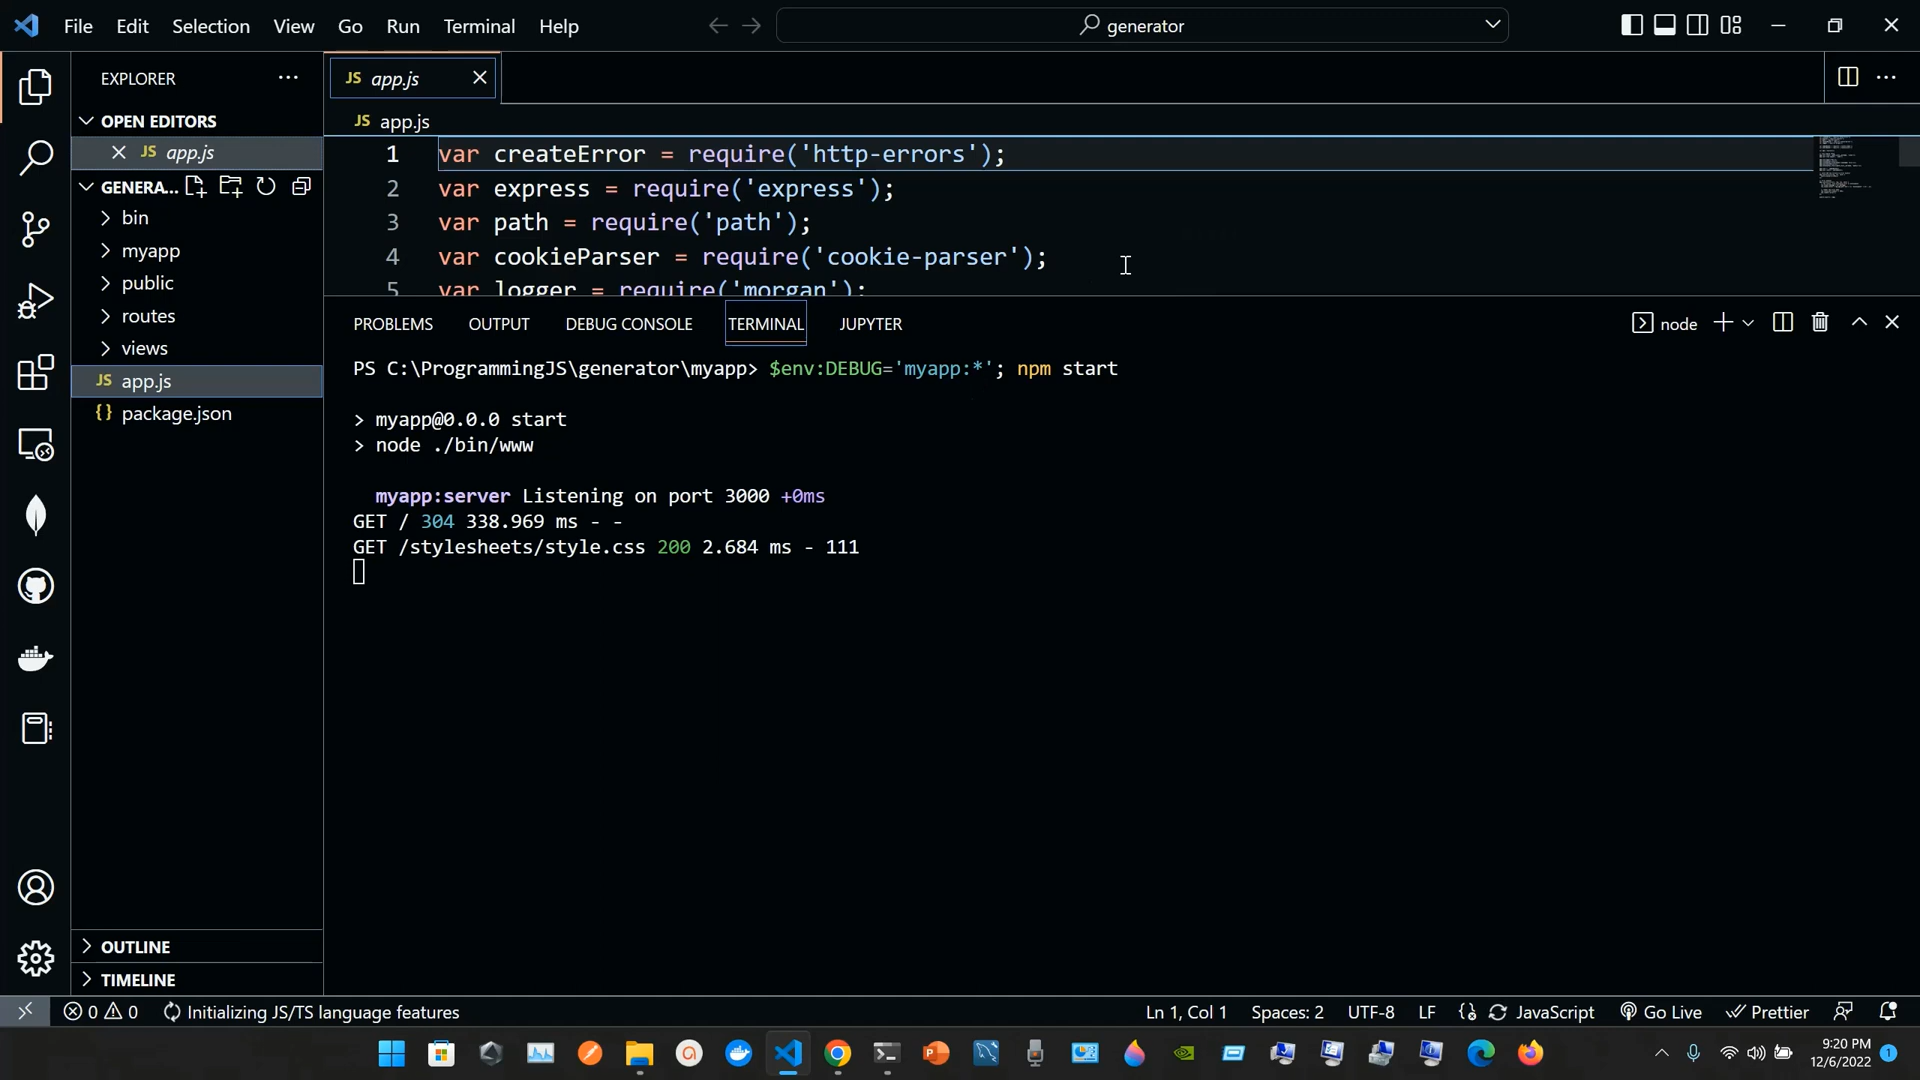 File Edit Selection View Go Run Terminal Help
generator
EXPLORER
JS app.js
OPEN EDITORS
JS app.js
GENERA...
bin
myapp
public
routes
views
JS app.js
{} package.json
OUTLINE
TIMELINE
JS app.js
1 var createError = require('http-errors');
2 var express = require('express');
3 var path = require('path');
4 var cookieParser = require('cookie-parser');
5 var logger = require('morgan');
PROBLEMS OUTPUT DEBUG CONSOLE TERMINAL JUPYTER
node
PS C:\ProgrammingJS\generator\myapp> $env:DEBUG='myapp:*'; npm start
> myapp@0.0.0 start
> node ./bin/www
myapp:server Listening on port 3000 +0ms
GET / 304 338.969 ms - -
GET /stylesheets/style.css 200 2.684 ms - 111
0 0 Initializing JS/TS language features
Ln 1, Col 1 Spaces: 2 UTF-8 LF {} JavaScript Go Live Prettier
9:20 PM
12/6/2022
1